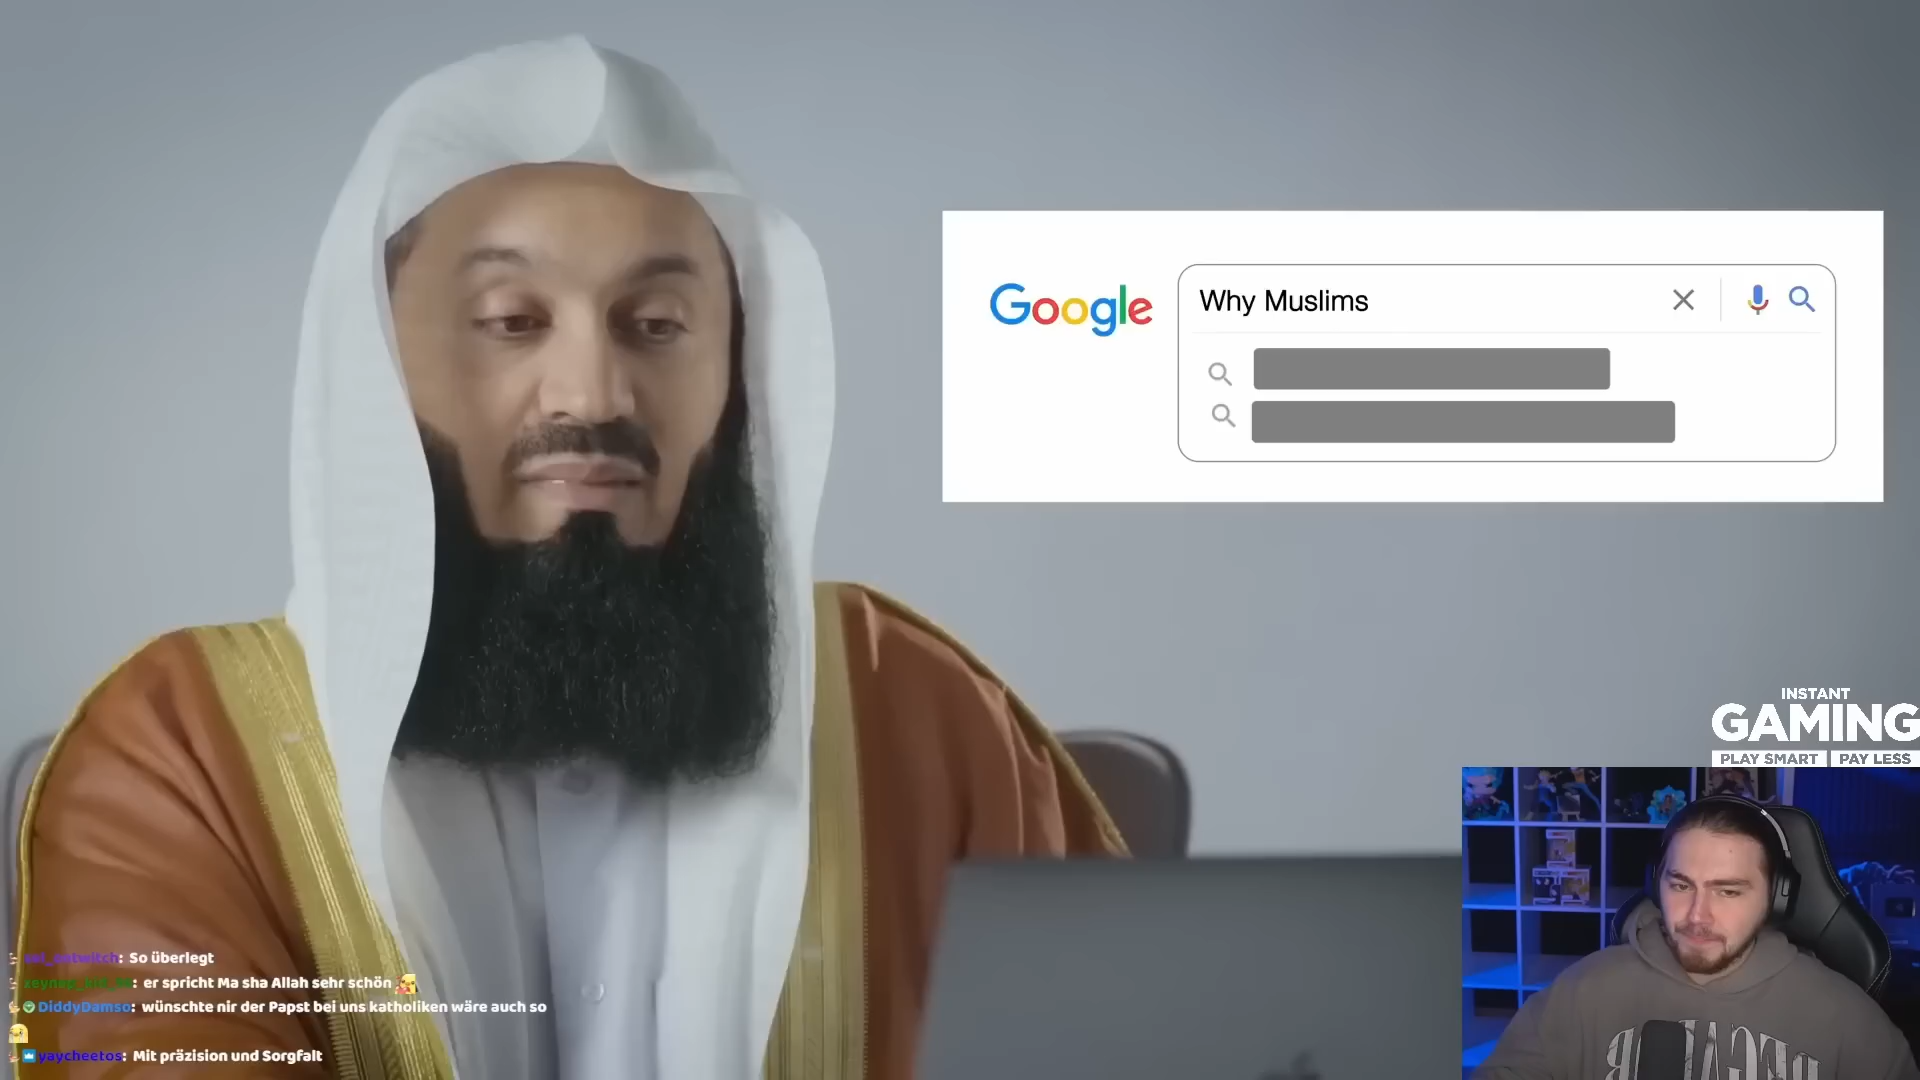 Google
Why Muslims
INSTANT
GAMING
PLAY SMART | PAY LESS
So überlegt
er spricht Ma sha Allah sehr schön
DiddyDamso: wünschte nir der Papst bei uns katholiken wäre auch so
yaycheetos: Mit präzision und Sorgfalt